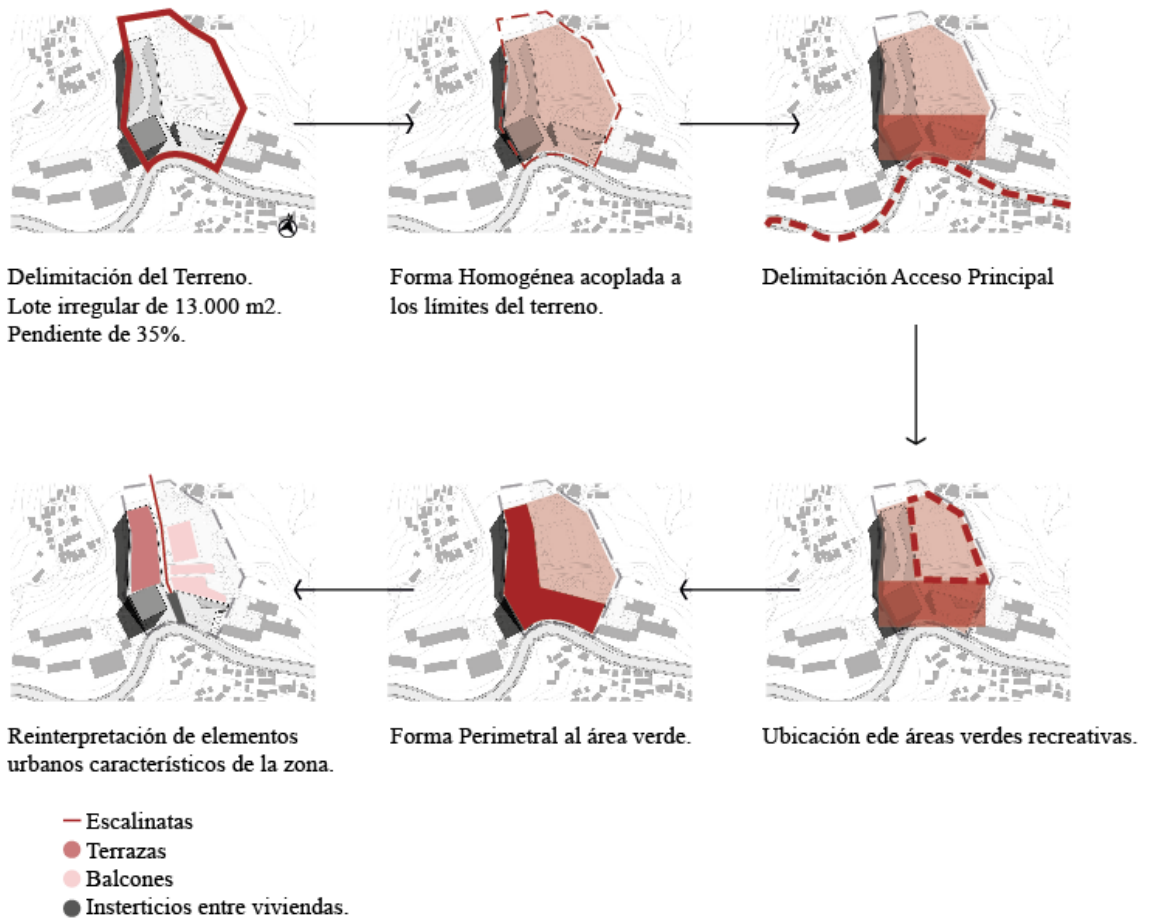 Delimitación del Terreno.
Lote irregular de 13.000 m2.
Pendiente de 35%.
Forma Homogénea acoplada a
los límites del terreno.
Delimitación Acceso Principal
Reinterpretación de elementos
urbanos característicos de la zona.
Forma Perimetral al área verde.
Ubicación ede áreas verdes recreativas.
Escalinatas
Terrazas
Balcones
Insterticios entre viviendas.